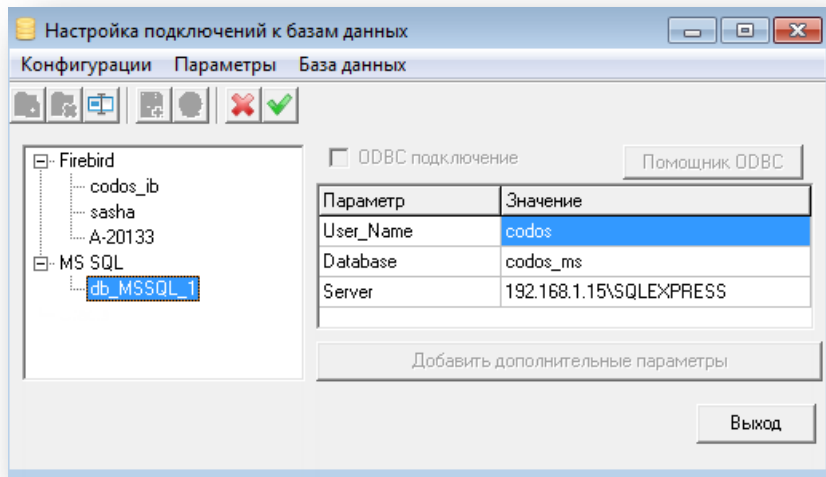 Настройка подключений к базам данных
Конфигурации Параметры База данных
Firebird
codos_ib
sasha
A-20133
MS SQL
db_MSSQL_1
ODBC подключение
Помощник ODBC
Параметр Значение
User_Name codos
Database codos_ms
Server 192.168.1.15\SQLEXPRESS
Добавить дополнительные параметры
Выход